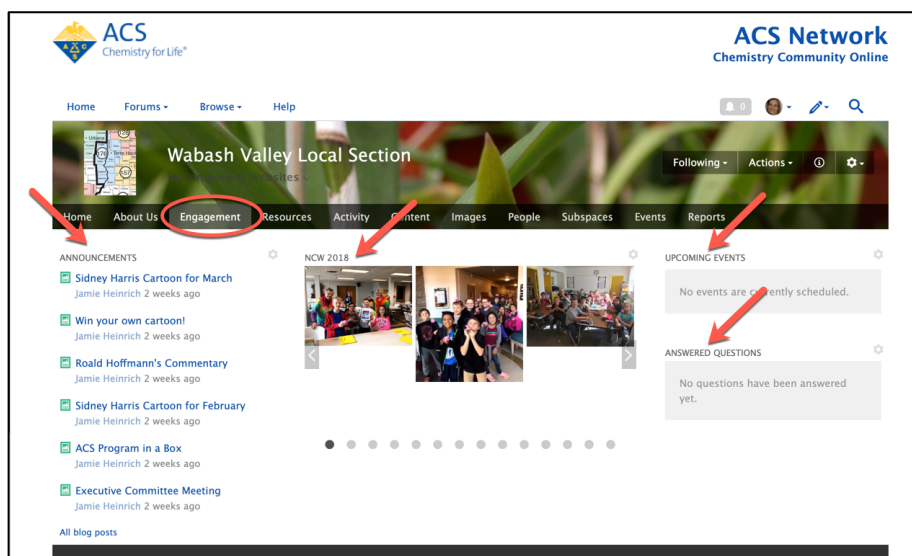 ACS
Chemistry for Life®
ACS Network
Chemistry Community Online
Home Forums Browse Help
0
Wabash Valley Local Section
Following Actions
Home About Us Engagement Resources Activity Content Images People Subspaces Events Reports
ANNOUNCEMENTS
Sidney Harris Cartoon for March
Jamie Heinrich 2 weeks ago
Win your own cartoon!
Jamie Heinrich 2 weeks ago
Roald Hoffmann's Commentary
Jamie Heinrich 2 weeks ago
Sidney Harris Cartoon for February
Jamie Heinrich 2 weeks ago
ACS Program in a Box
Jamie Heinrich 2 weeks ago
Executive Committee Meeting
Jamie Heinrich 2 weeks ago
All blog posts
NCW 2018
UPCOMING EVENTS
No events are currently scheduled.
ANSWERED QUESTIONS
No questions have been answered
yet.